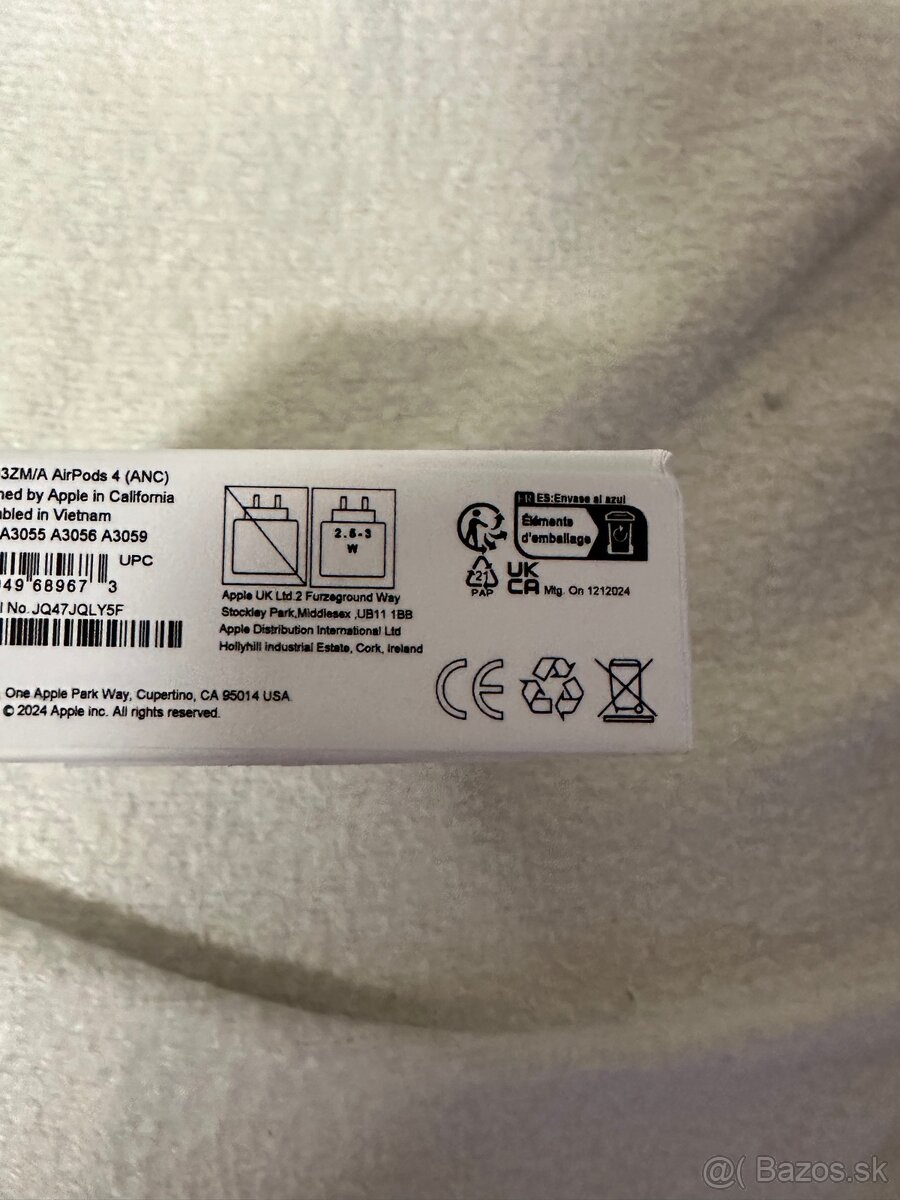 3ZM/A AirPods 4 (ANC)
ned by Apple in California
mbled in Vietnam
A3055 A3056 A3059
UPC
949 68967 3
l No. JQ47JQLY5F
One Apple Park Way, Cupertino, CA 95014 USA
© 2024 Apple inc. All rights reserved.
2.5-3
W
Apple UK Ltd.2 Furzeground Way
Stockley Park,Middlesex ,UB11 1BB
Apple Distribution International Ltd
Hollyhill Industrial Estate, Cork, Ireland
FR ES:Envase al azul
Éléments
d'emballage
21
PAP
UK
CA
Mfg. On 1212024
CE
@( Bazos.sk